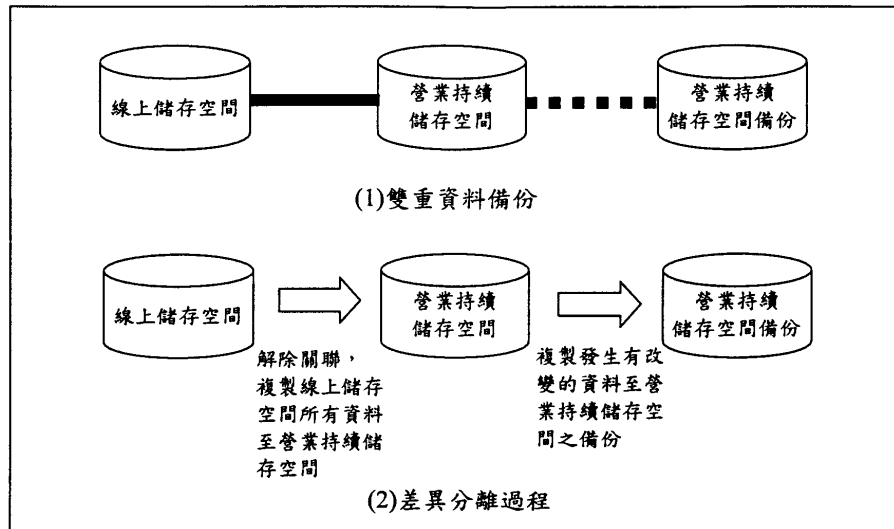 線上儲存空間
營業持續
儲存空間
營業持續
儲存空間備份
(1)雙重資料備份
線上儲存空間
營業持續
儲存空間
營業持續
儲存空間備份
解除關聯，
複製線上儲存
空間所有資料
至營業持續儲
存空間
複製發生有改
變的資料至營
業持續儲存空
間之備份
(2)差異分離過程